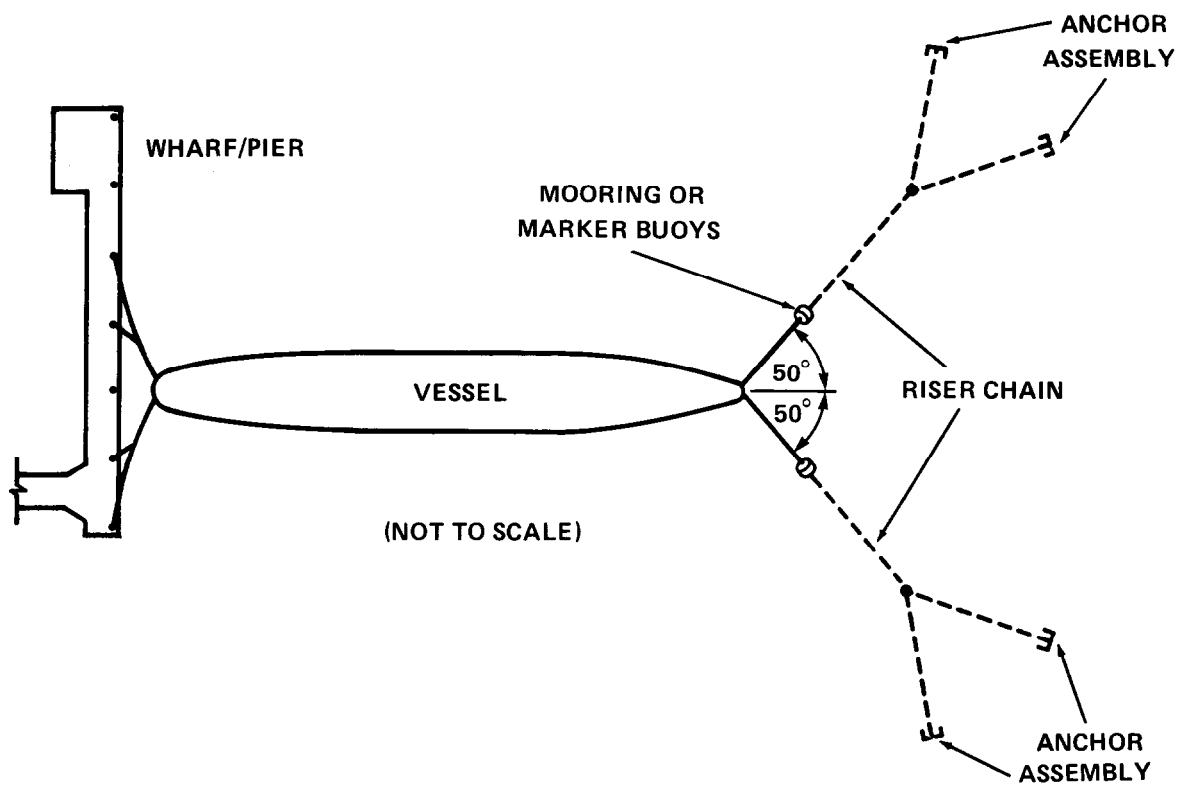 ANCHOR
ASSEMBLY
WHARF/PIER
MOORING OR
MARKER BUOYS
50°
VESSEL
RISER CHAIN
50°
(NOT TO SCALE)
ANCHOR
ASSEMBLY